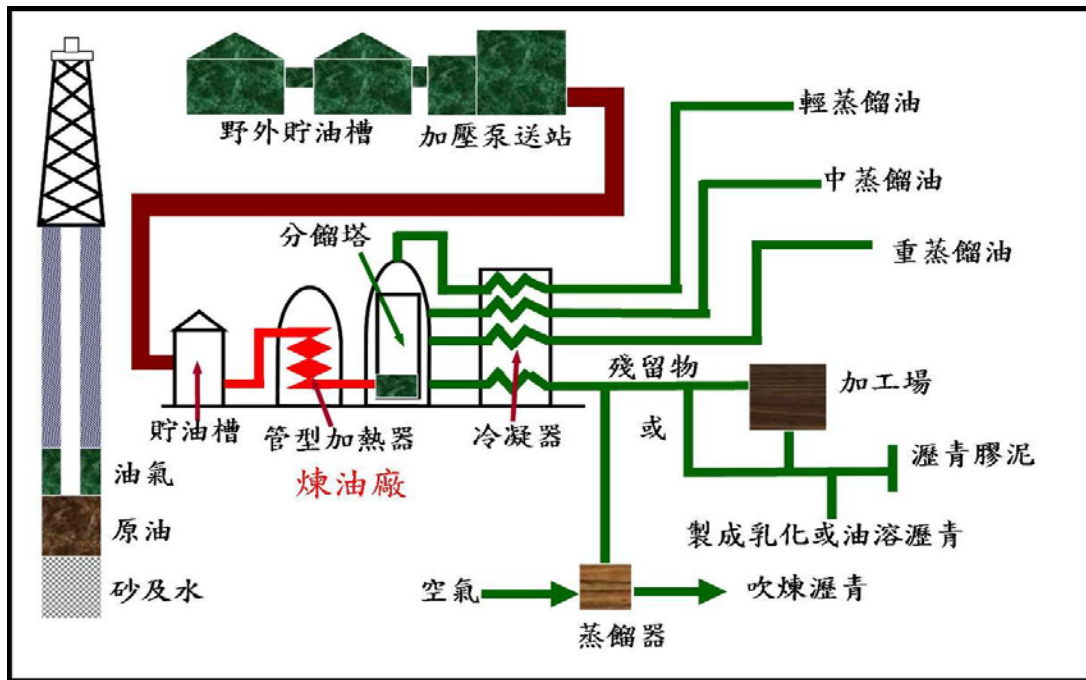 野外貯油槽
加壓泵送站
輕蒸餾油
中蒸餾油
重蒸餾油
分餾塔
殘留物
或
加工場
貯油槽
管型加熱器
冷凝器
煉油廠
瀝青膠泥
油氣
原油
製成乳化或油溶瀝青
砂及水
空氣
吹煉瀝青
蒸餾器